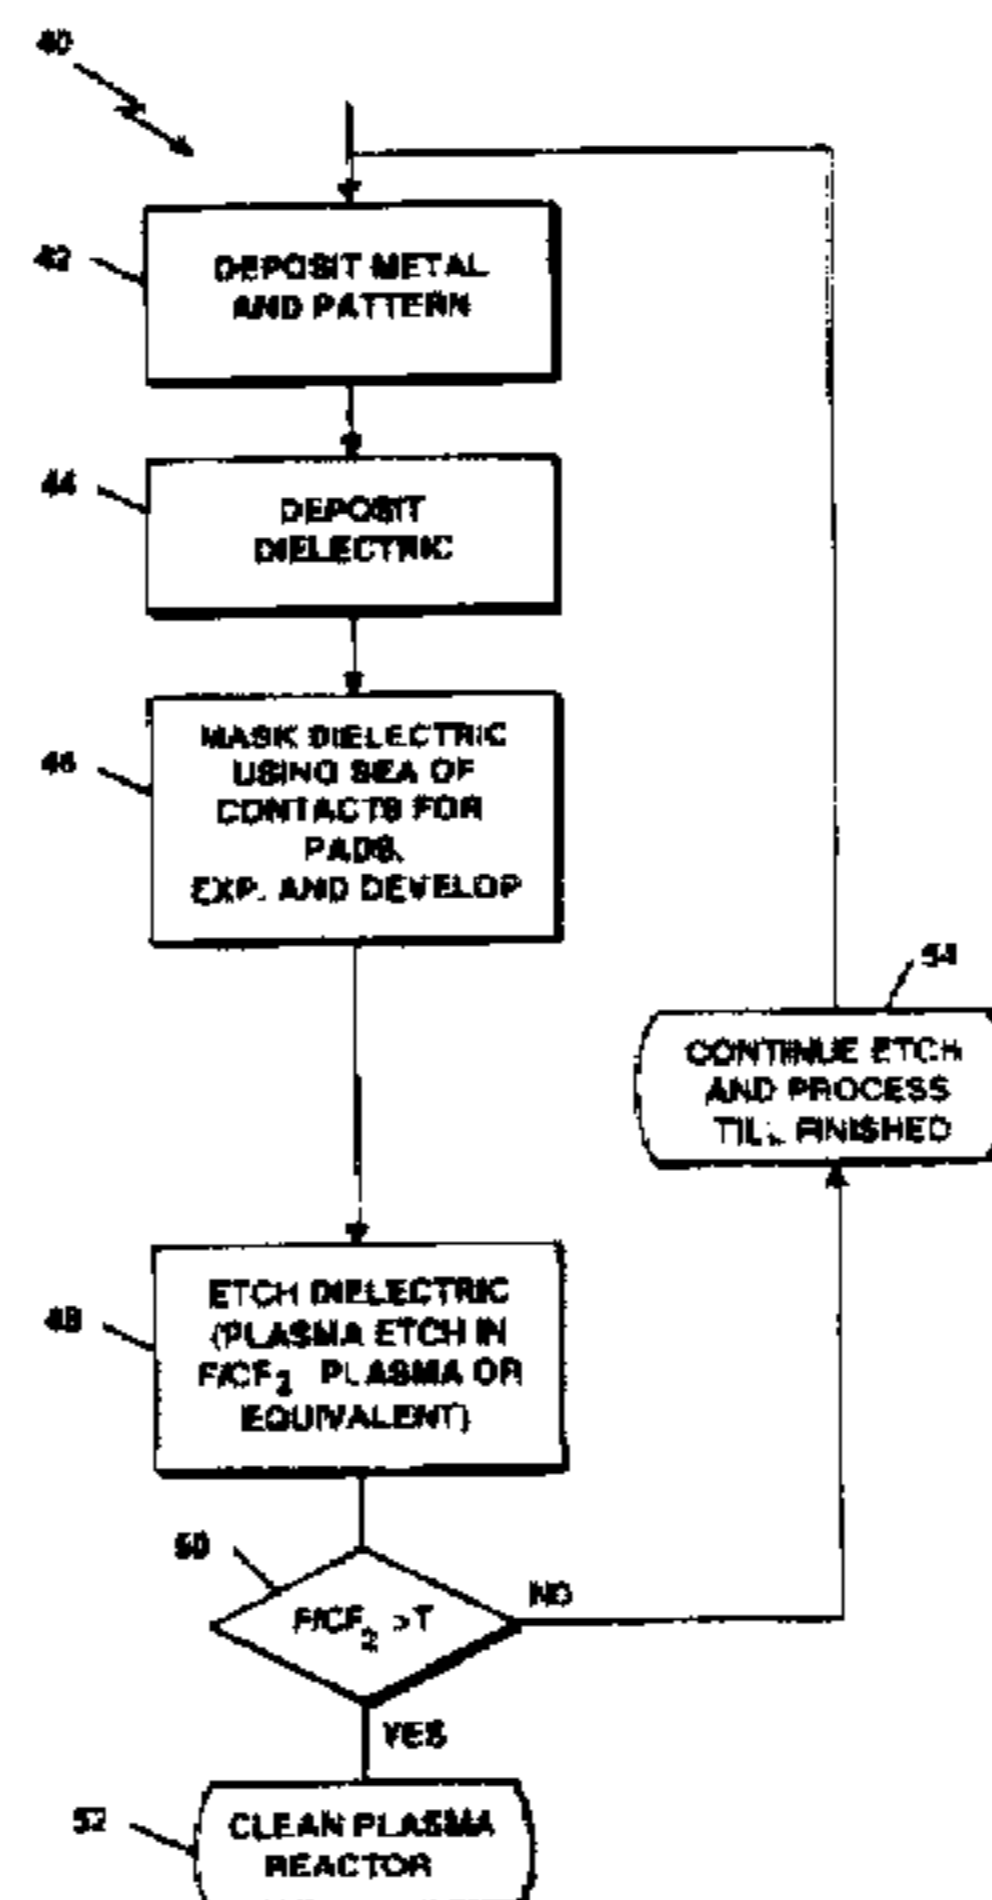 40
42
DEPOSIT METAL
AND PATTERN
44
DEPOSIT
DIELECTRIC
46
MASK DIELECTRIC
USING SEA OF
CONTACTS FOR
PADS.
EXP. AND DEVELOP
54
CONTINUE ETCH
AND PROCESS
TILL FINISHED
48
ETCH DIELECTRIC
(PLASMA ETCH IN
F/CF₂ PLASMA OR
EQUIVALENT)
50
F/CF₂ >T
NO
YES
52
CLEAN PLASMA
REACTOR